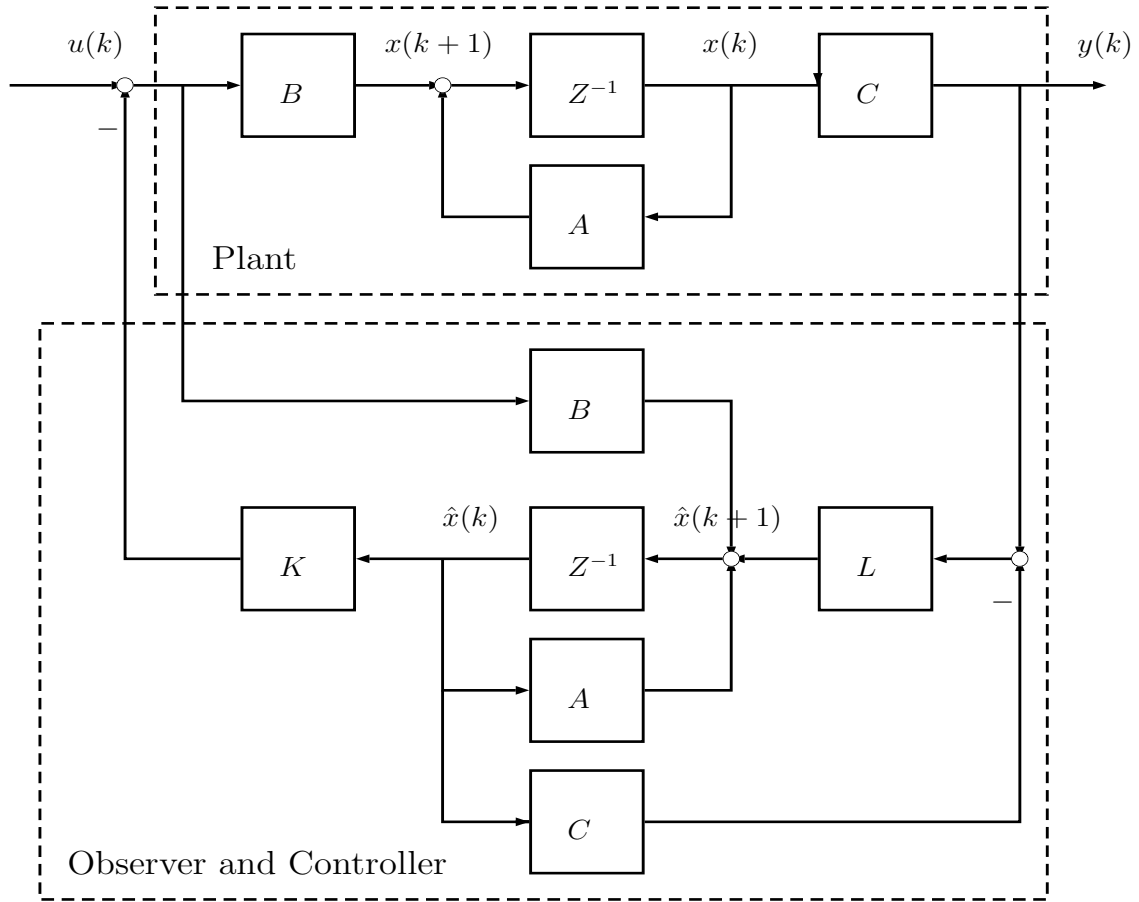 u(k) x(k + 1) x(k) y(k)
B Z⁻¹ C
−
A
Plant
B
x̂(k) x̂(k + 1)
K Z⁻¹ L
−
A
C
Observer and Controller